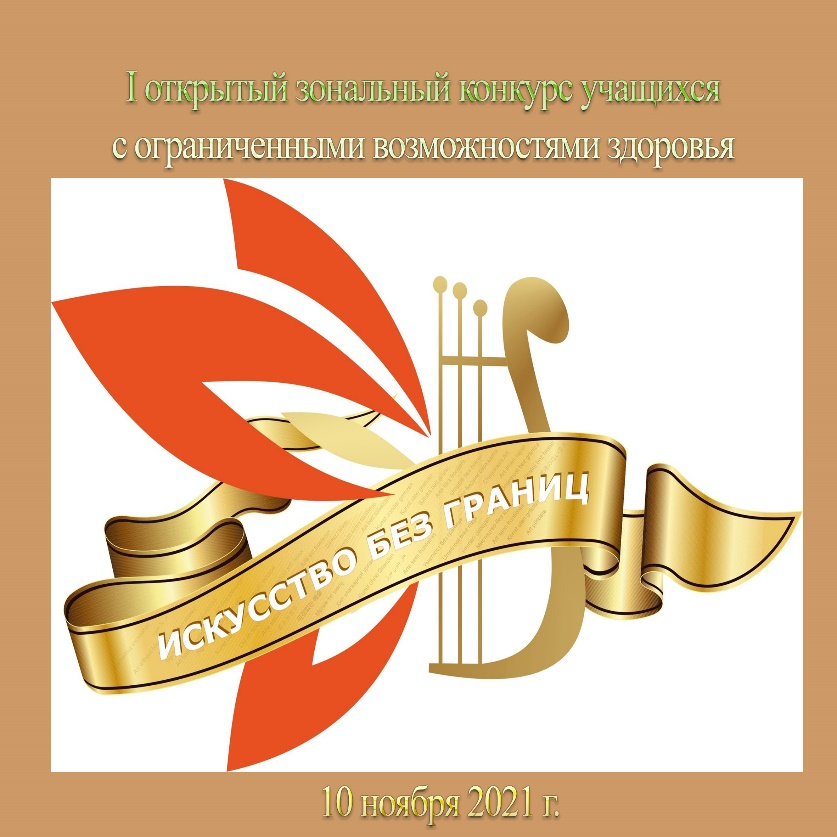 I открытый зональный конкурс учащихся
с ограниченными возможностями здоровья
ИСКУССТВО БЕЗ ГРАНИЦ
10 ноября 2021 г.